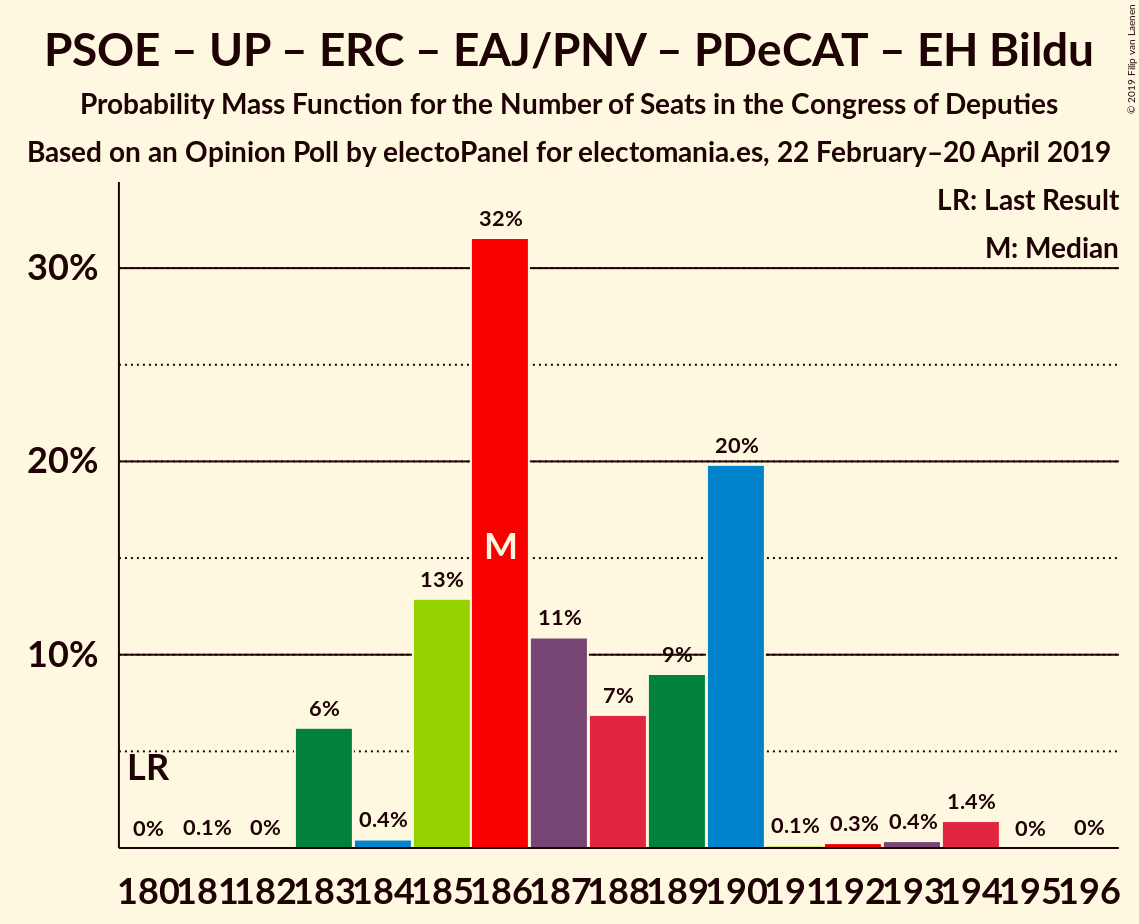 PSOE – UP – ERC – EAJ/PNV – PDeCAT – EH Bildu
Probability Mass Function for the Number of Seats in the Congress of Deputies
Based on an Opinion Poll by electoPanel for electomania.es, 22 February–20 April 2019
© 2019 Filip van Laenen
LR: Last Result
M: Median
32%
30%
20%
20%
M
13%
11%
10%
9%
7%
6%
LR
0% 0.1% 0% 0.4% 0.1% 0.3% 0.4% 1.4% 0% 0%
180 181 182 183 184 185 186 187 188 189 190 191 192 193 194 195 196